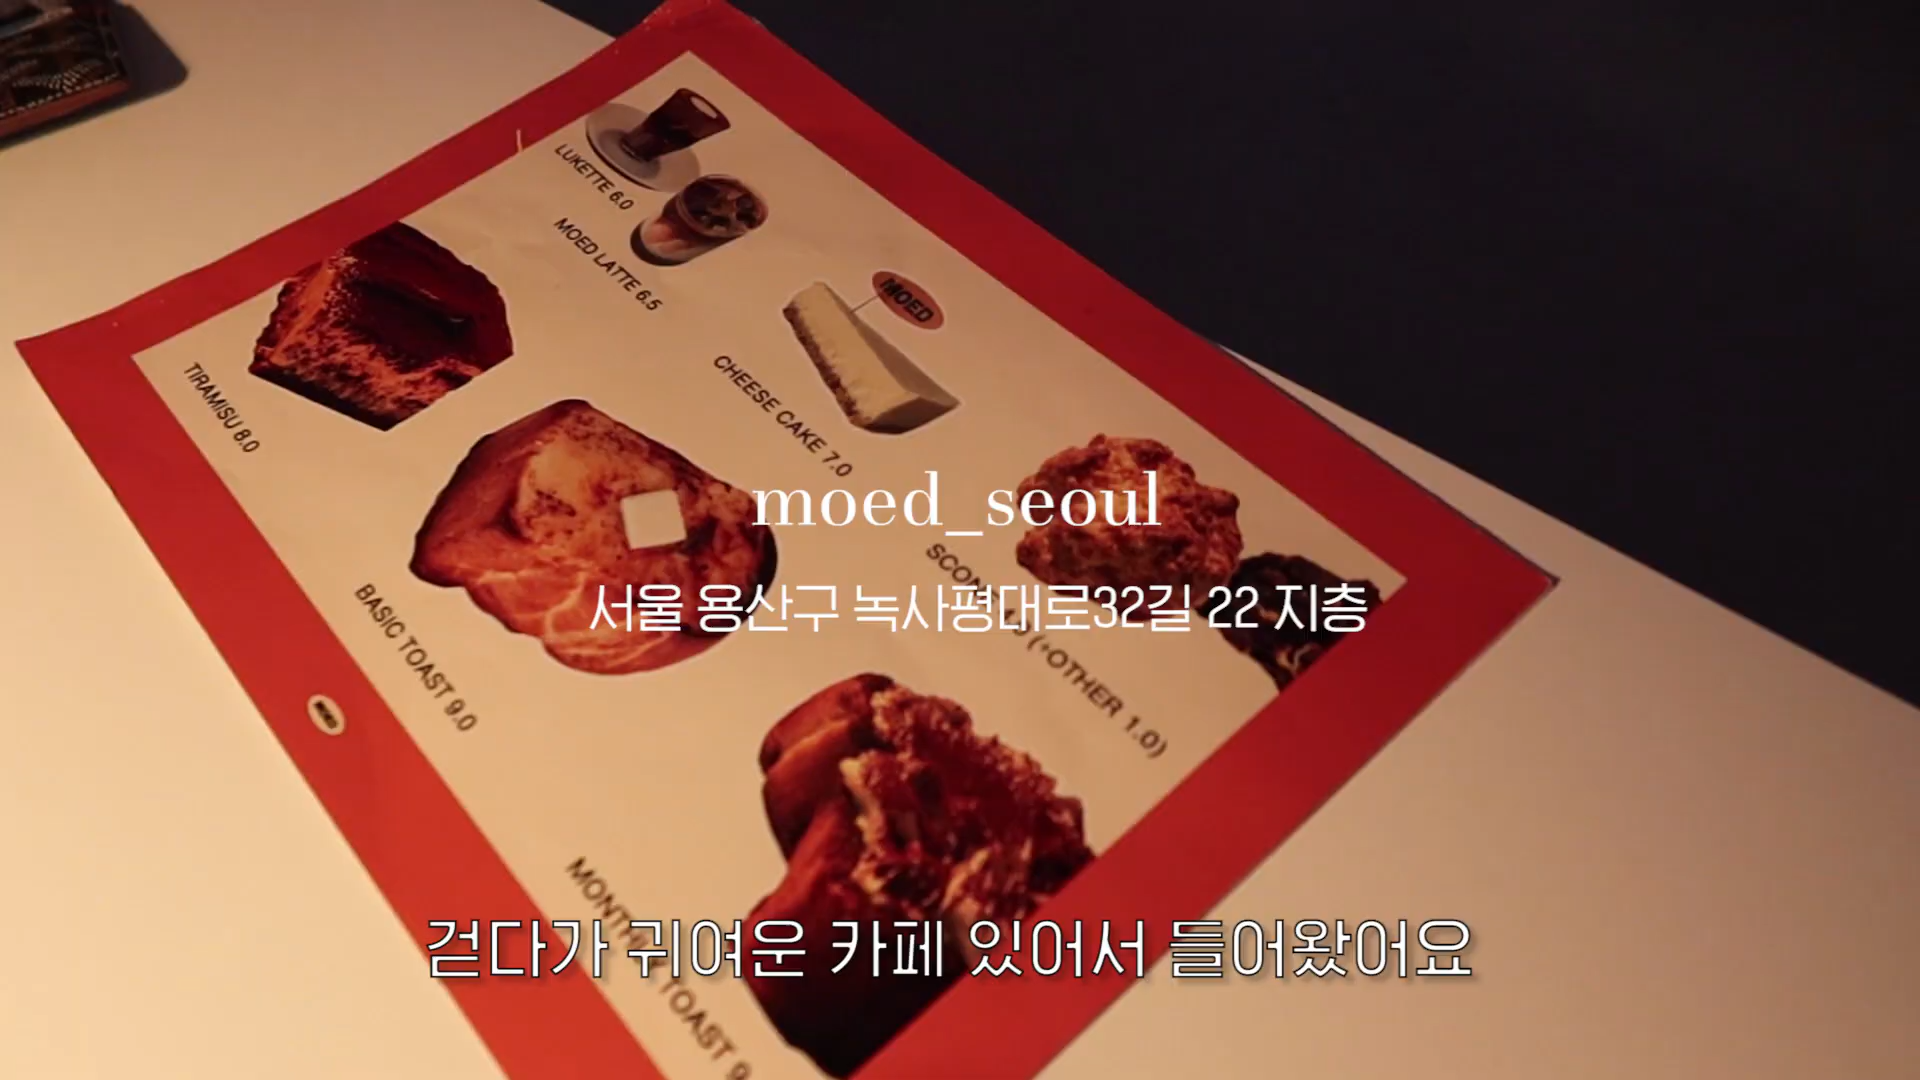 LUKETTE 6.0
MOED LATTE 6.5
MOED
CHEESE CAKE 7.0
TIRAMISU 8.0
moed_seoul
서울 용산구 녹사평대로32길 22 지층
(+OTHER 1.0)
BASIC TOAST 9.0
MOED
TOAST
걷다가 귀여운 카페 있어서 들어왔어요